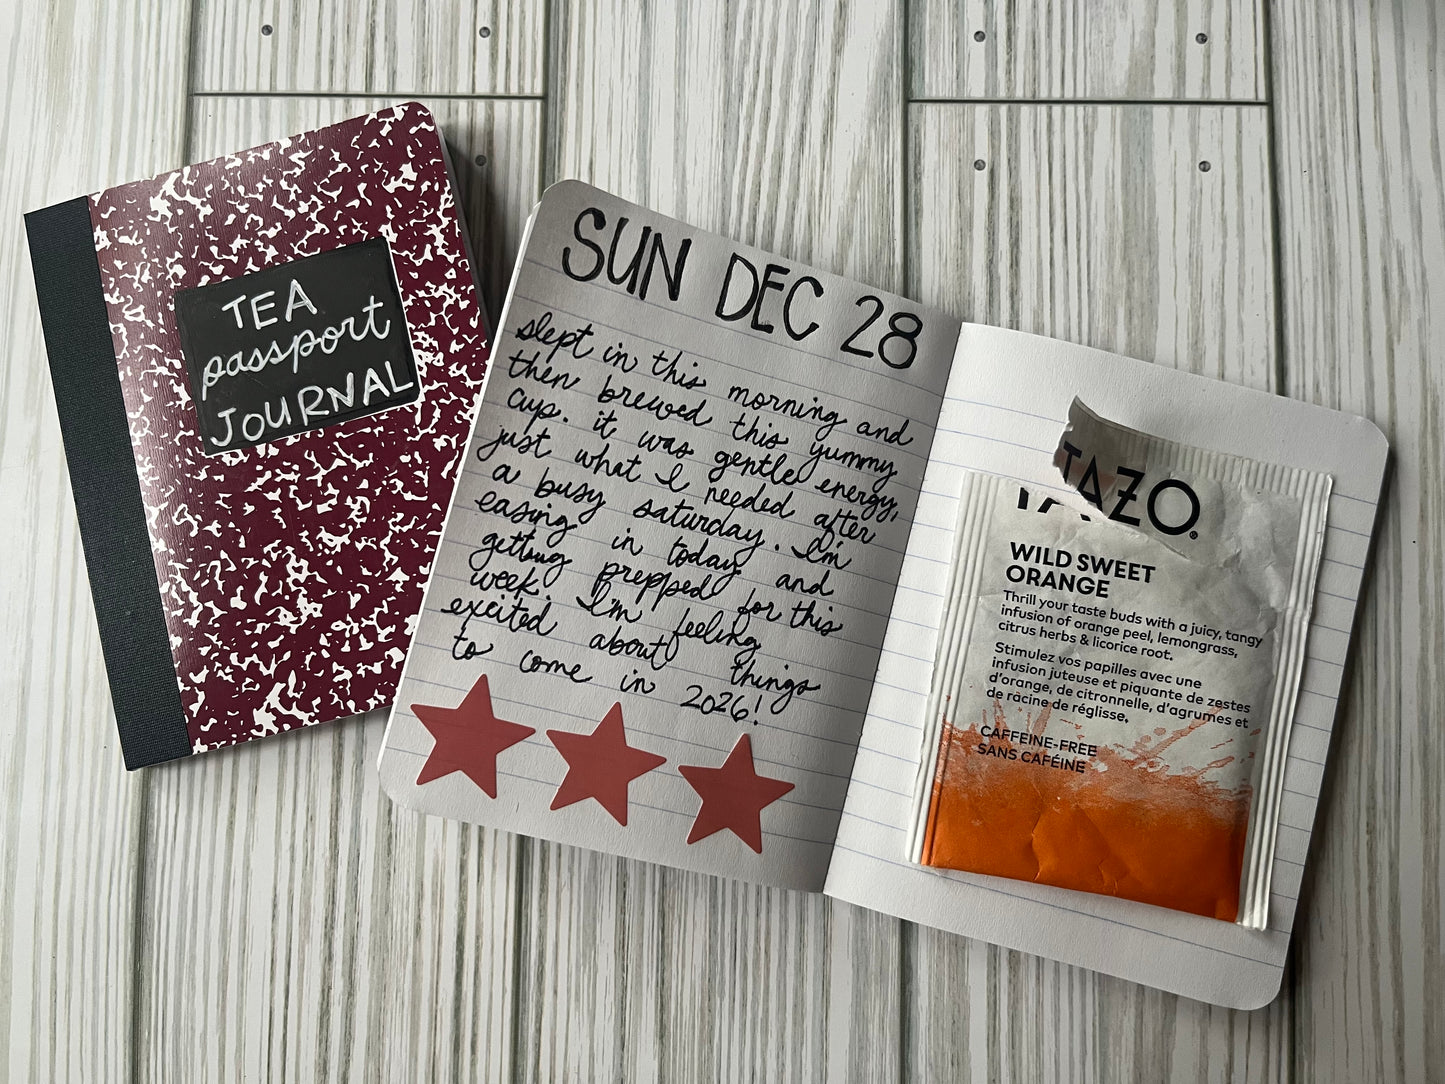 TEA
passport
JOURNAL
SUN DEC 28
slept in this morning and
then brewed this yummy
cup. it was gentle energy,
just what I needed after
a busy saturday. I'm
easing in today and
getting prepped for this
week. I'm feeling
excited about things
to come in 2026!
TAZO®
WILD SWEET
ORANGE
Thrill your taste buds with a juicy, tangy
infusion of orange peel, lemongrass,
citrus herbs & licorice root.
Stimulez vos papilles avec une
infusion juteuse et piquante de zestes
d'orange, de citronnelle, d'agrumes et
de racine de réglisse.
CAFFEINE-FREE
SANS CAFÉINE